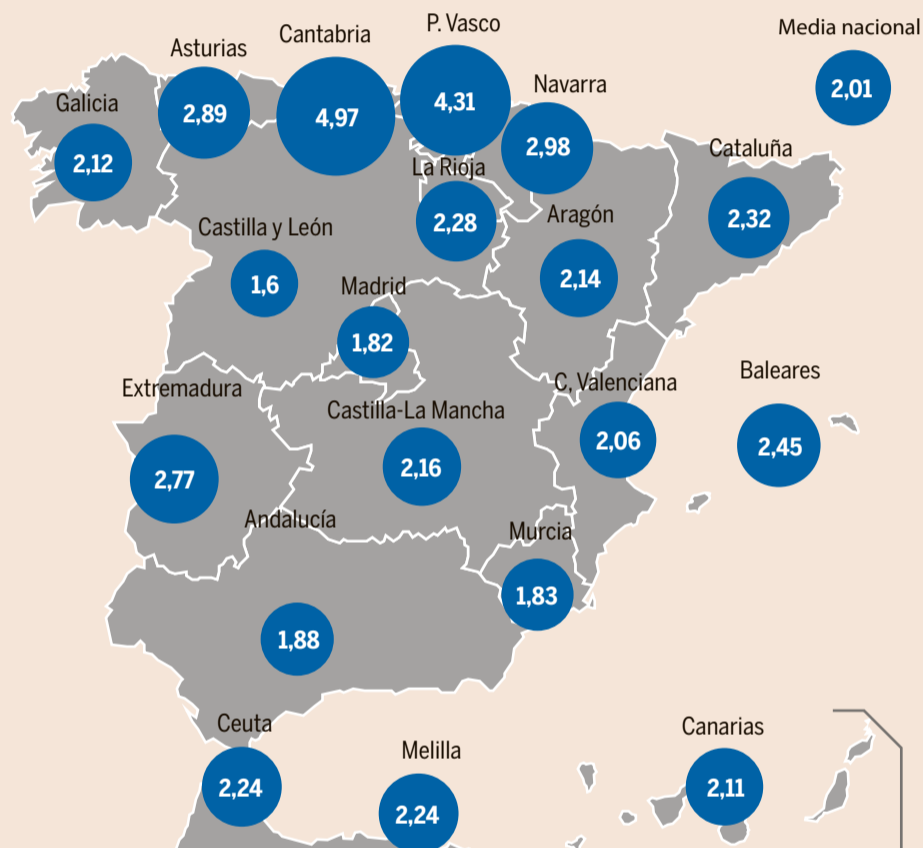 P. Vasco
4,31
Media nacional
2,01
Cantabria
4,97
Asturias
2,89
Navarra
2,98
Galicia
2,12
Cataluña
2,32
La Rioja
2,28
Aragón
2,14
Castilla y León
1,6
Madrid
1,82
Baleares
2,45
C. Valenciana
2,06
Extremadura
2,77
Castilla-La Mancha
2,16
Andalucía
1,88
Murcia
1,83
Ceuta
2,24
Melilla
2,24
Canarias
2,11